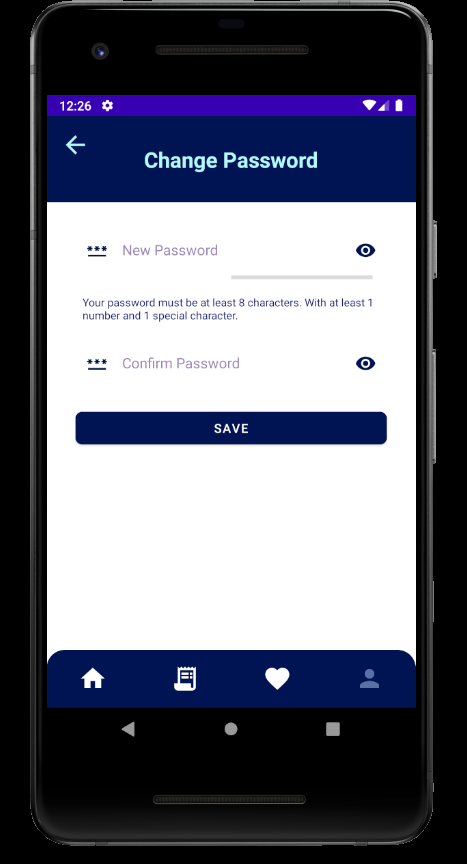 12:26
Change Password
New Password
Your password must be at least 8 characters. With at least 1
number and 1 special character.
Confirm Password
SAVE